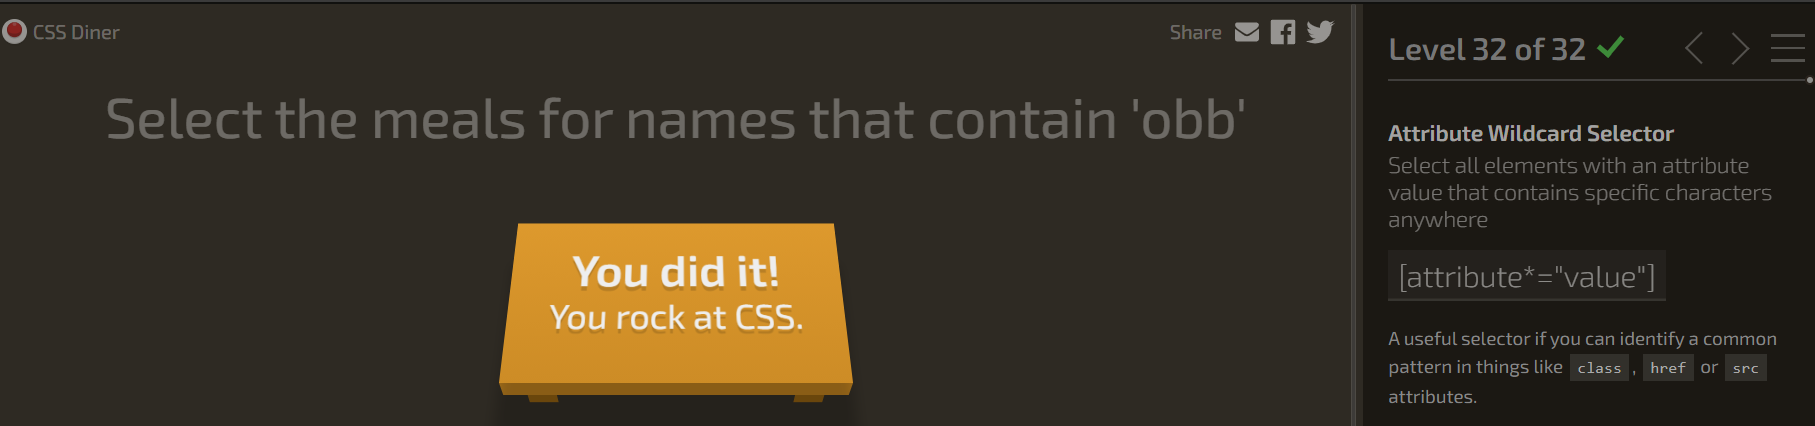 CSS Diner
Share
Select the meals for names that contain 'obb'
You did it!
You rock at CSS.
Level 32 of 32
Attribute Wildcard Selector
Select all elements with an attribute
value that contains specific characters
anywhere
[attribute*="value"]
A useful selector if you can identify a common
pattern in things like class , href or src
attributes.